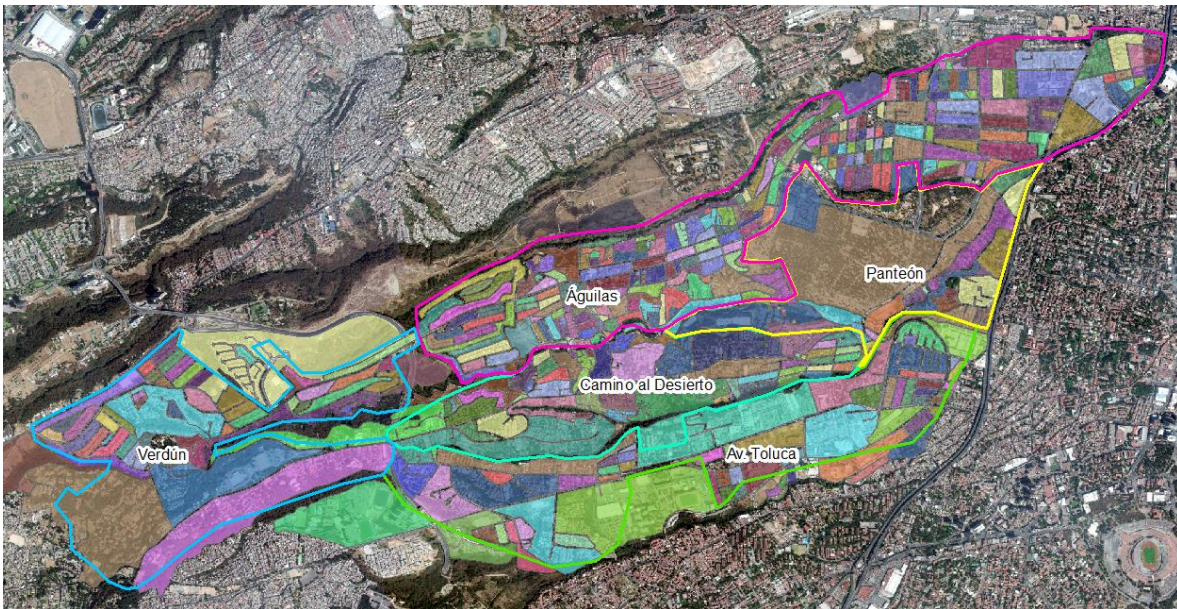 Panteón
Águilas
Camino al Desierto
Verdún
Av. Toluca